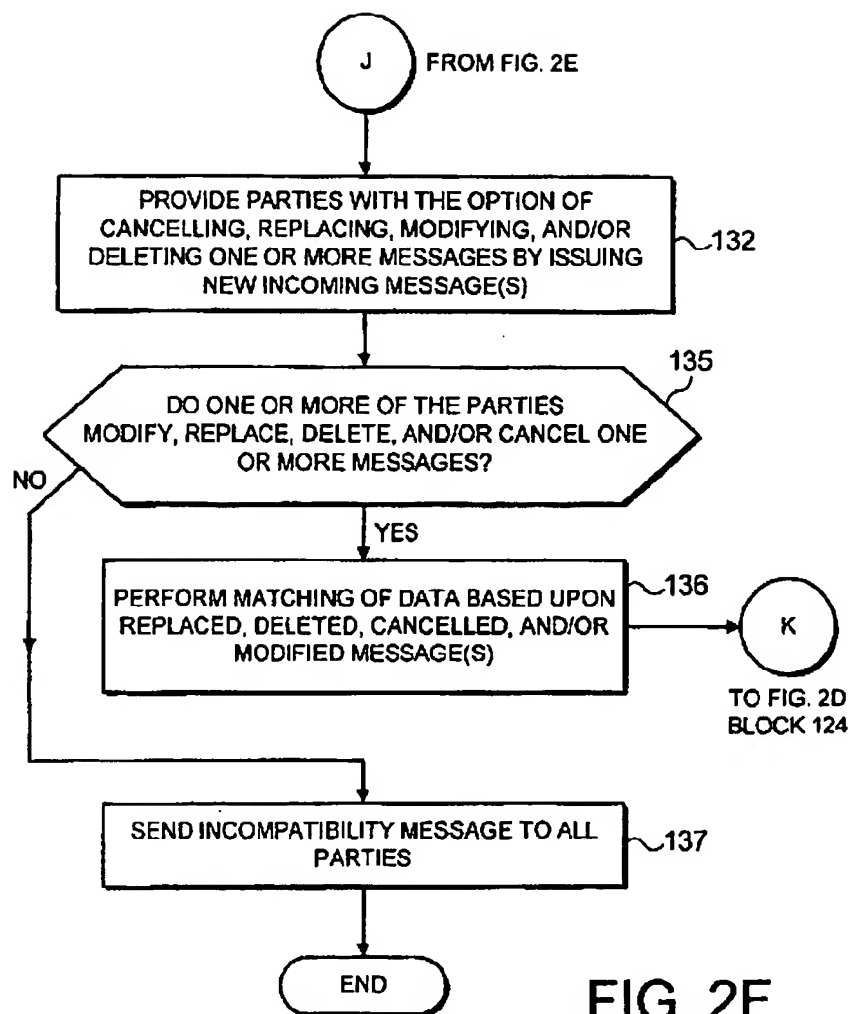 J
FROM FIG. 2E
PROVIDE PARTIES WITH THE OPTION OF
CANCELLING, REPLACING, MODIFYING, AND/OR
DELETING ONE OR MORE MESSAGES BY ISSUING
NEW INCOMING MESSAGE(S)
132
135
DO ONE OR MORE OF THE PARTIES
MODIFY, REPLACE, DELETE, AND/OR CANCEL ONE
OR MORE MESSAGES?
NO
YES
PERFORM MATCHING OF DATA BASED UPON
REPLACED, DELETED, CANCELLED, AND/OR
MODIFIED MESSAGE(S)
136
K
TO FIG. 2D
BLOCK 124
SEND INCOMPATIBILITY MESSAGE TO ALL
PARTIES
137
END
FIG. 2F